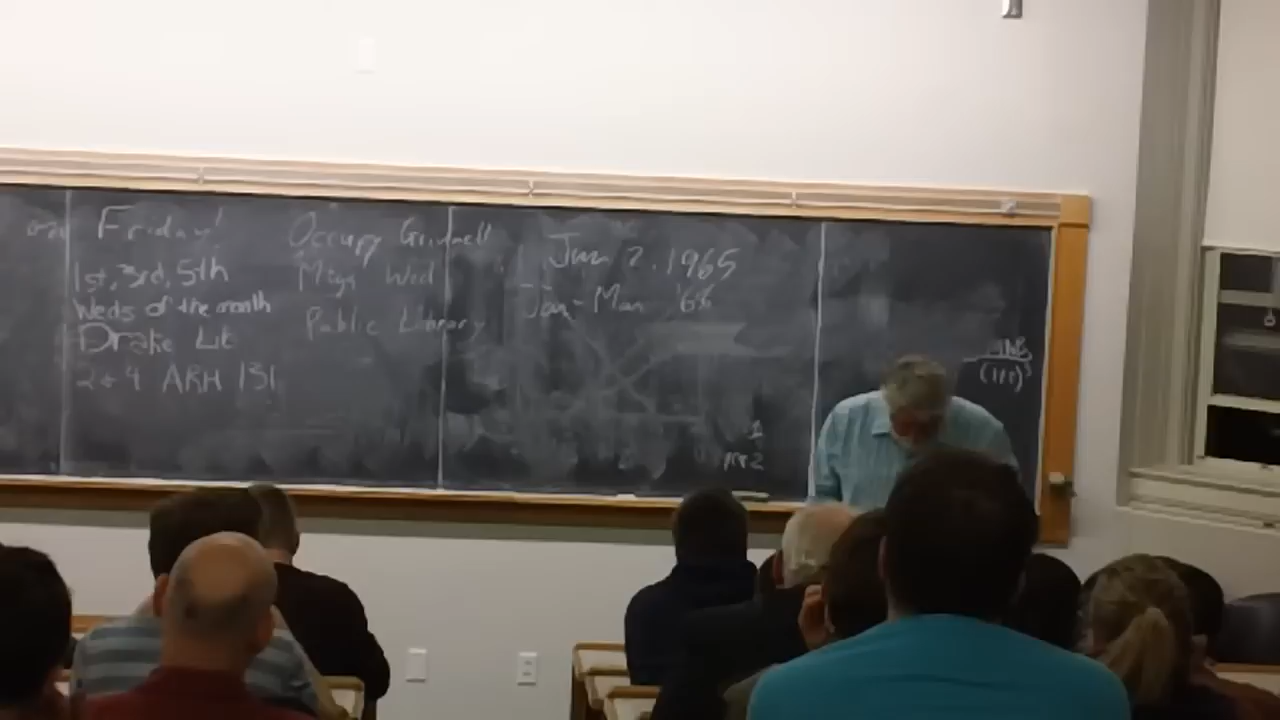 Friday!
1st, 3rd, 5th
Weds of the month
Drake Lib
2+4 ARH 131
Occupy Grinnell
Mtgs Wed
Public Library
Jun 2, 1965
Jan-Mar '66